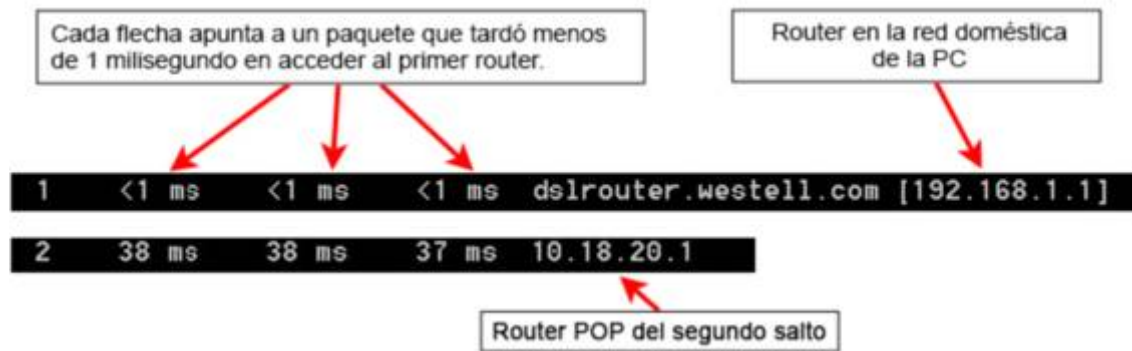 Cada flecha apunta a un paquete que tardó menos
de 1 milisegundo en acceder al primer router.
Router en la red doméstica
de la PC
1 <1 ms <1 ms <1 ms dslrouter.westell.com [192.168.1.1]
2 38 ms 38 ms 37 ms 10.18.20.1
Router POP del segundo salto